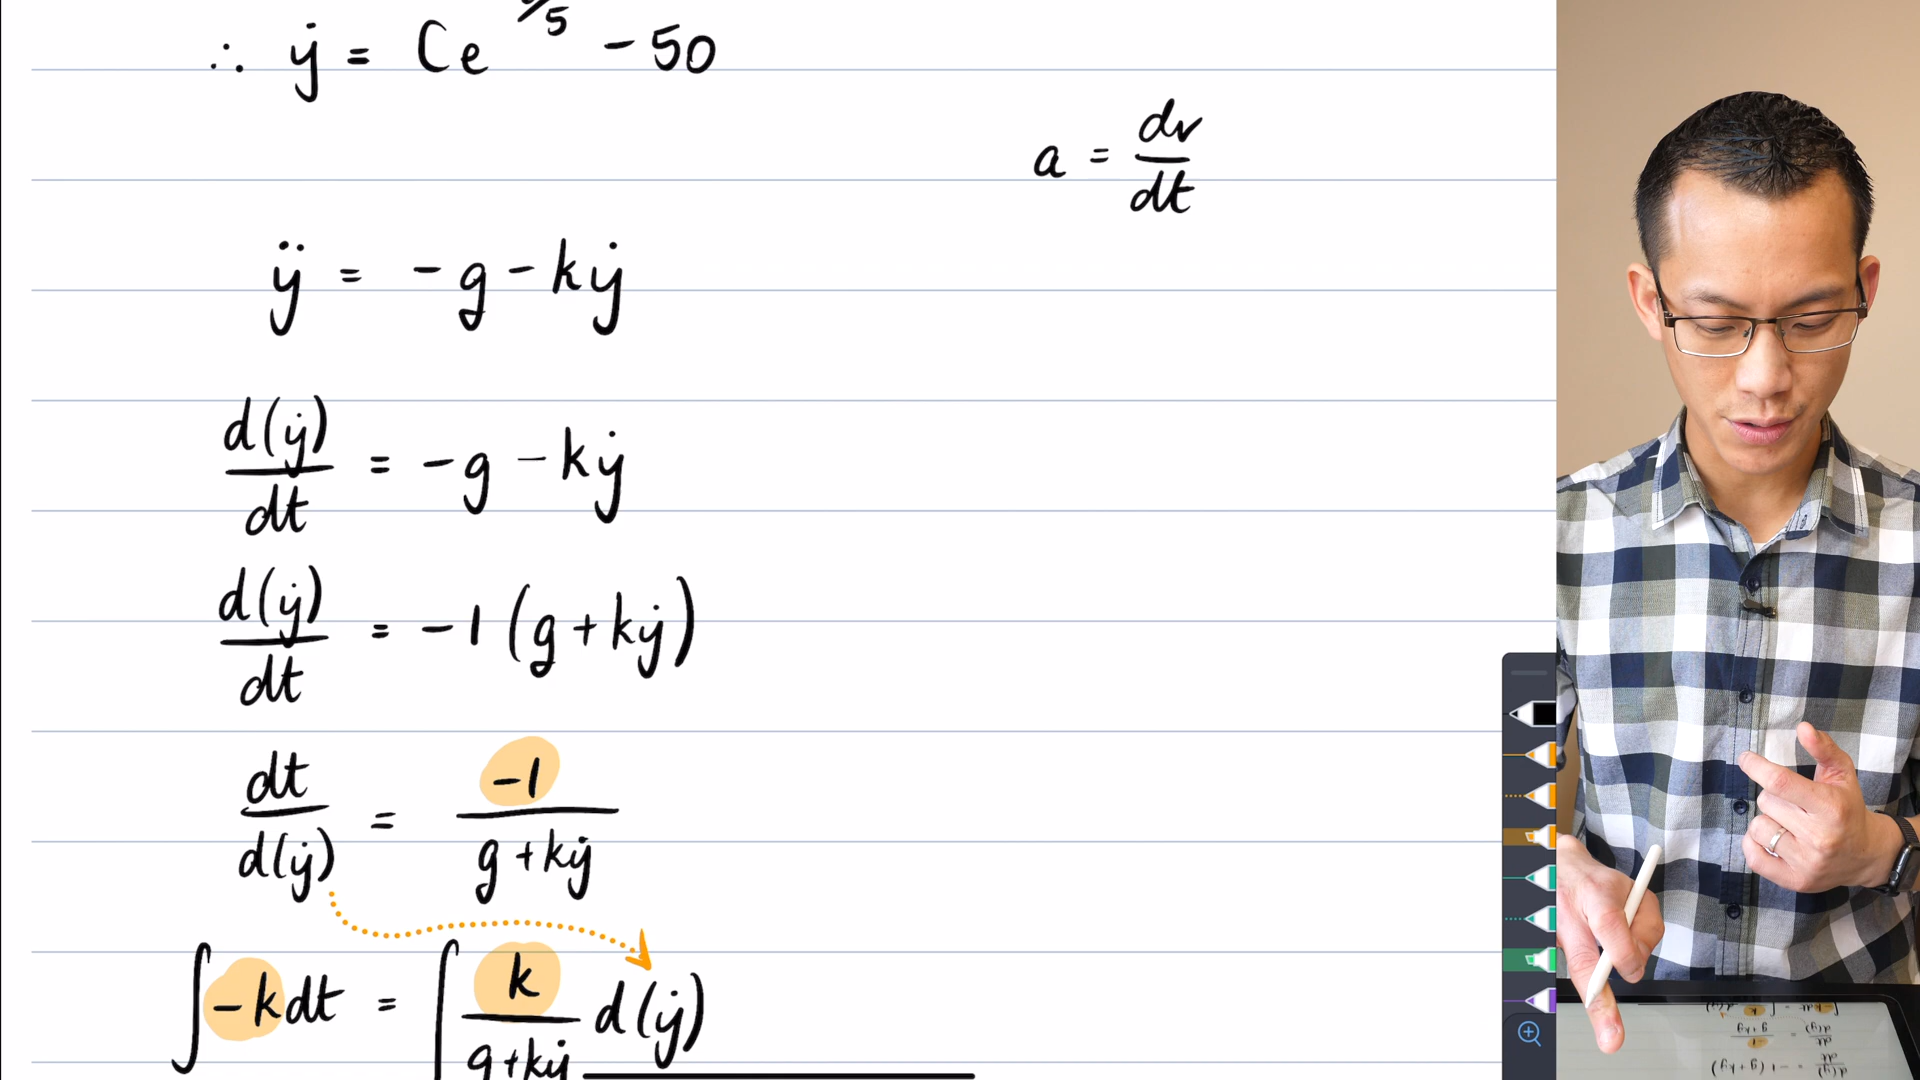 ∴ ẏ = Ce^{t/5} - 50
a = dv/dt
ÿ = -g - kẏ
d(ẏ)/dt = -g - kẏ
d(ẏ)/dt = -1 (g + kẏ)
dt/d(ẏ) = -1/(g + kẏ)
∫ -k dt = ∫ k/(g + kẏ) d(ẏ)